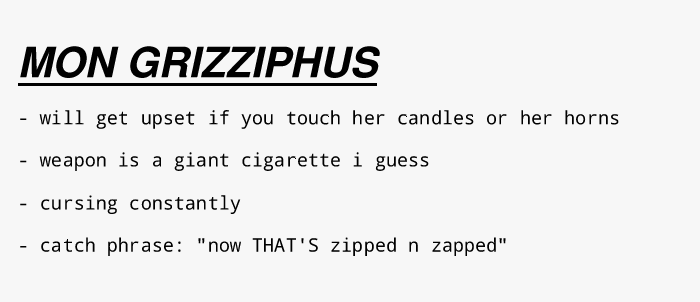 MON GRIZZIPHUS
- will get upset if you touch her candles or her horns
- weapon is a giant cigarette i guess
- cursing constantly
- catch phrase: "now THAT'S zipped n zapped"